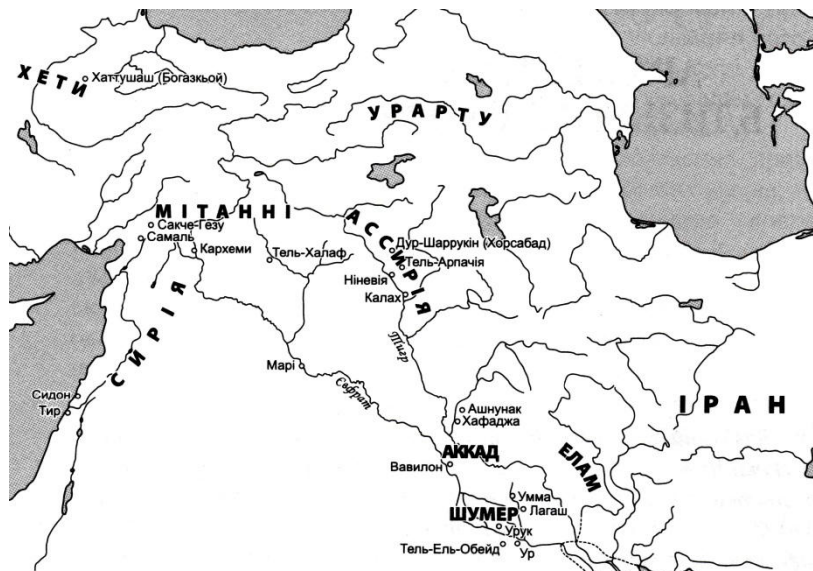 ХЕТИ
Хаттушаш (Богазкьой)
УРАРТУ
МІТАННІ
Сакче-Гезу
Самаль
Кархеми
Тель-Халаф
АССИРІЯ
Дур-Шаррукін (Хорсабад)
Тель-Арпачія
Ніневія
Калах
СИРІЯ
Тигр
Марі
Євфрат
Сидон
Тир
ІРАН
Ашнунак
Хафаджа
АККАД
Вавилон
ЕЛАМ
Умма
Лагаш
ШУМЕР
Урук
Тель-Ель-Обейд
Ур